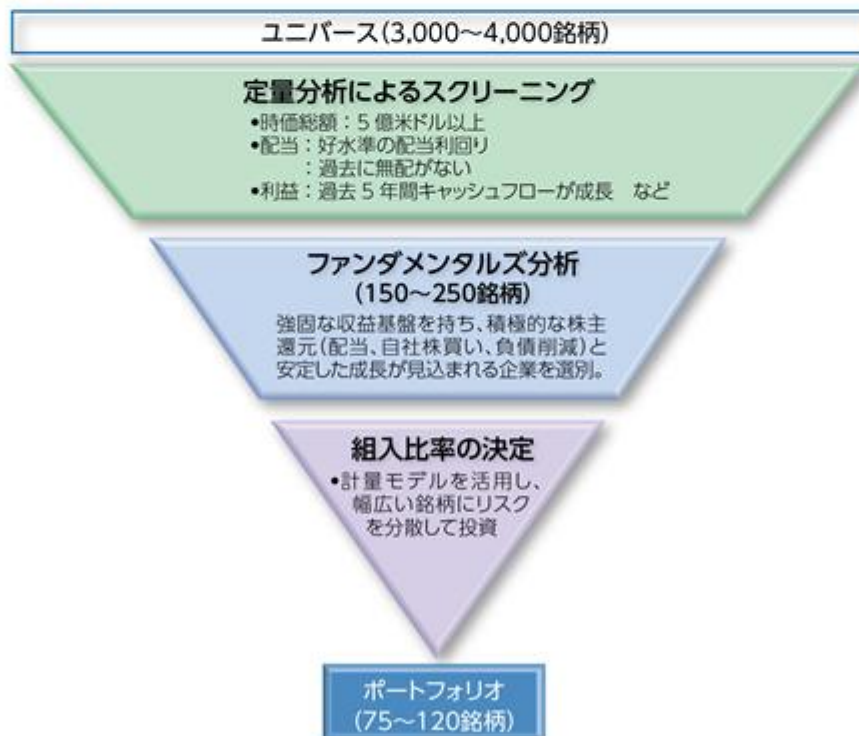 ユニバース(3,000～4,000銘柄)
定量分析によるスクリーニング
•時価総額：5億米ドル以上
•配当：好水準の配当利回り
：過去に無配がない
•利益：過去5年間キャッシュフローが成長　など
ファンダメンタルズ分析
(150～250銘柄)
強固な収益基盤を持ち、積極的な株主
還元(配当、自社株買い、負債削減)と
安定した成長が見込まれる企業を選別。
組入比率の決定
•計量モデルを活用し、
幅広い銘柄にリスク
を分散して投資
ポートフォリオ
(75～120銘柄)